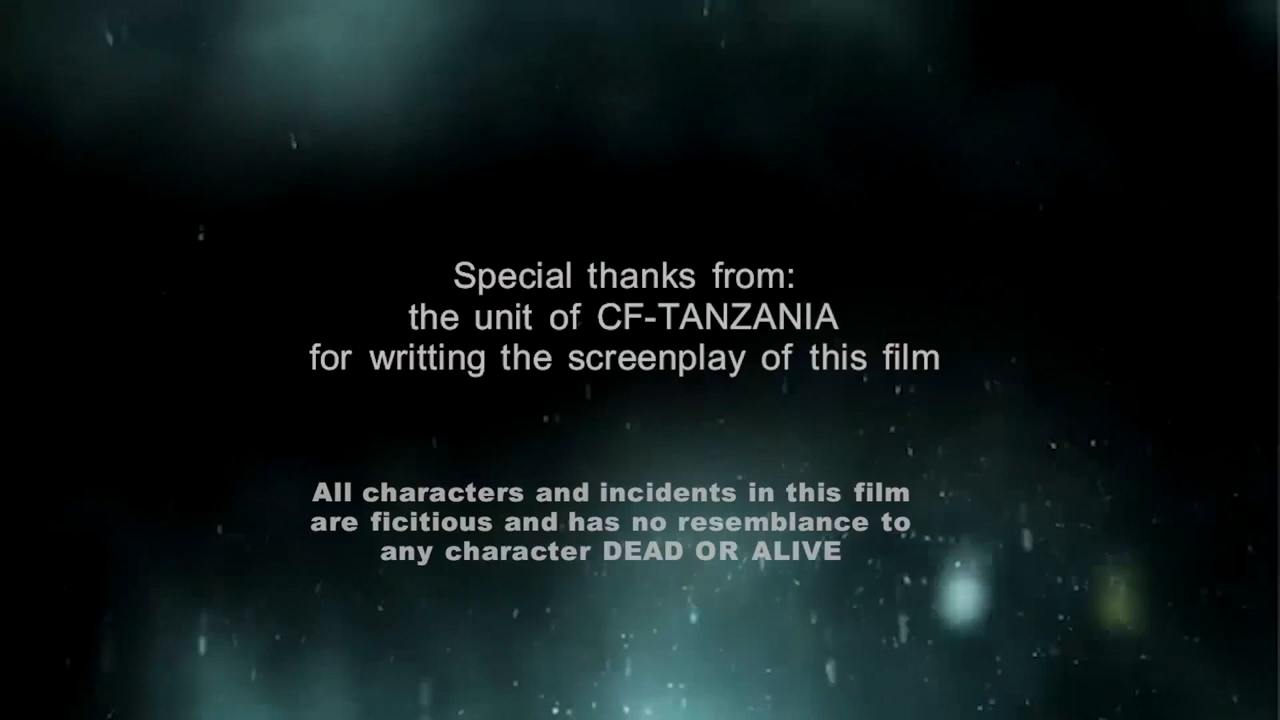 Special thanks from:
the unit of CF-TANZANIA
for writting the screenplay of this film
All characters and incidents in this film
are ficitious and has no resemblance to
any character DEAD OR ALIVE